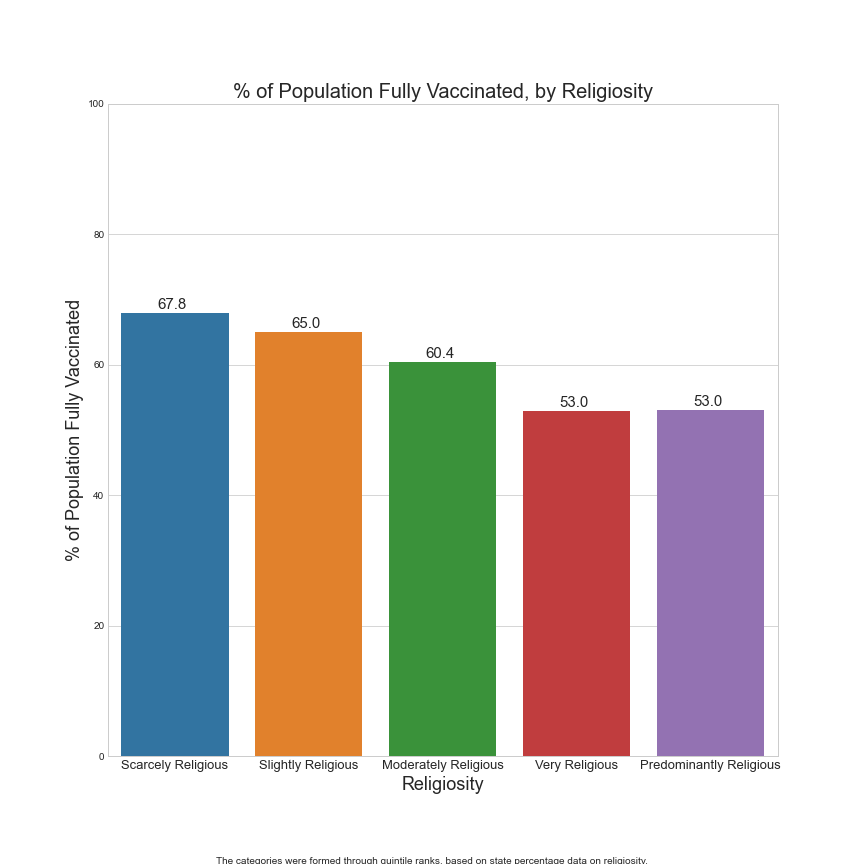 % of Population Fully Vaccinated, by Religiosity
100
80
60
40
20
0
% of Population Fully Vaccinated
67.8
65.0
60.4
53.0
53.0
Scarcely Religious
Slightly Religious
Moderately Religious
Very Religious
Predominantly Religious
Religiosity
The categories were formed through quintile ranks, based on state percentage data on religiosity.